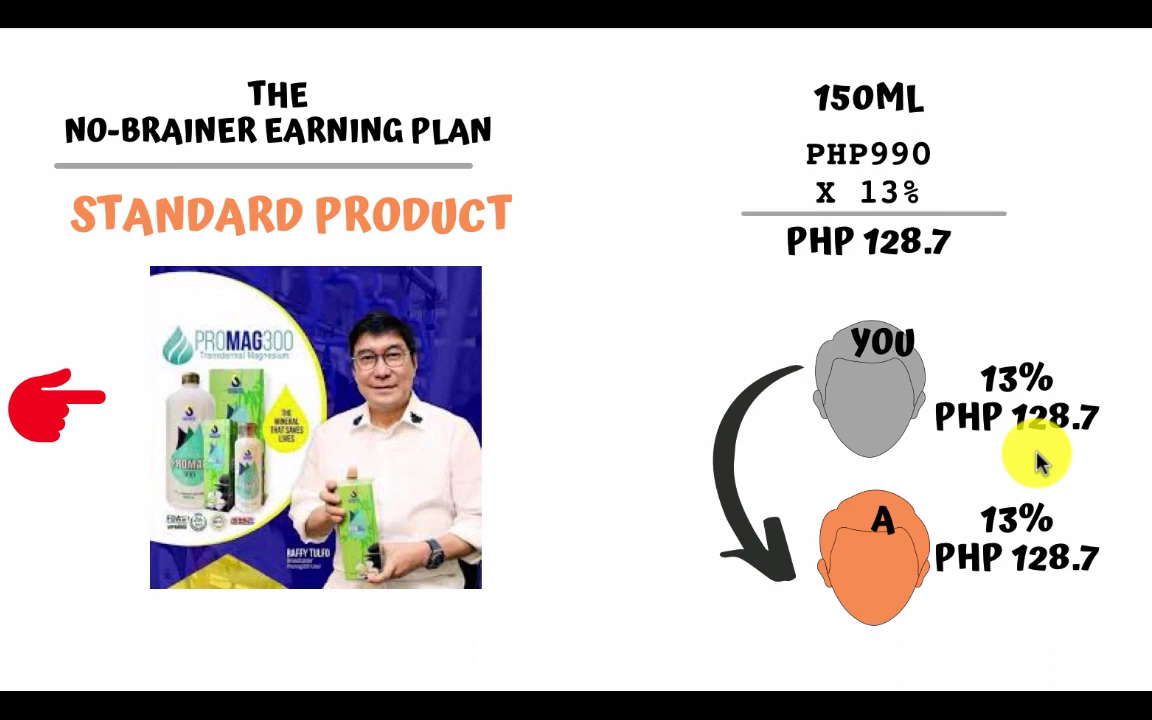 THE
NO-BRAINER EARNING PLAN
STANDARD PRODUCT
PROMAG300
Transdermal Magnesium
THE
MINERAL
THAT SAVES
LIVES
RAFFY TULFO
150ML
PHP990
X 13%
PHP 128.7
YOU
13%
PHP 128.7
A
13%
PHP 128.7